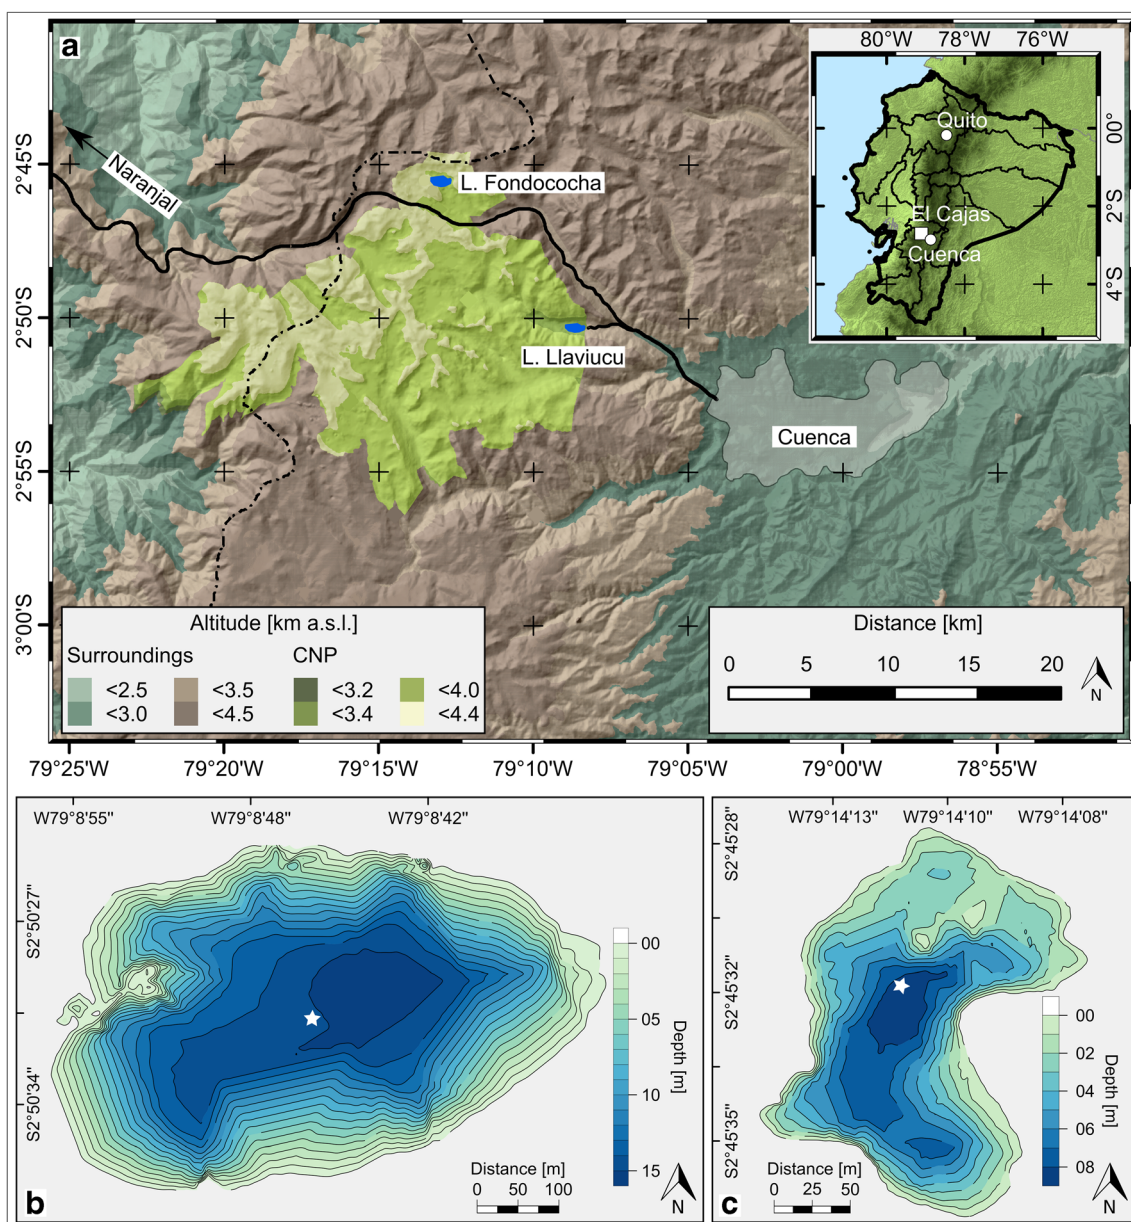 a
80°W 78°W 76°W
Quito
00°
El Cajas
2°S
Cuenca
4°S
2°45'S
Naranjal
L. Fondococha
2°50'S
L. Llaviucu
Cuenca
2°55'S
3°00'S
Altitude [km a.s.l.]
Surroundings CNP
<2.5 <3.5 <3.2 <4.0
<3.0 <4.5 <3.4 <4.4
Distance [km]
0 5 10 15 20
N
79°25'W 79°20'W 79°15'W 79°10'W 79°05'W 79°00'W 78°55'W
W79°8'55" W79°8'48" W79°8'42"
S2°50'27"
S2°50'34"
00
05
10
15
Depth [m]
Distance [m]
0 50 100
N
b
W79°14'13" W79°14'10" W79°14'08"
S2°45'28"
S2°45'32"
S2°45'35"
00
02
04
06
08
Depth [m]
Distance [m]
0 25 50
N
c